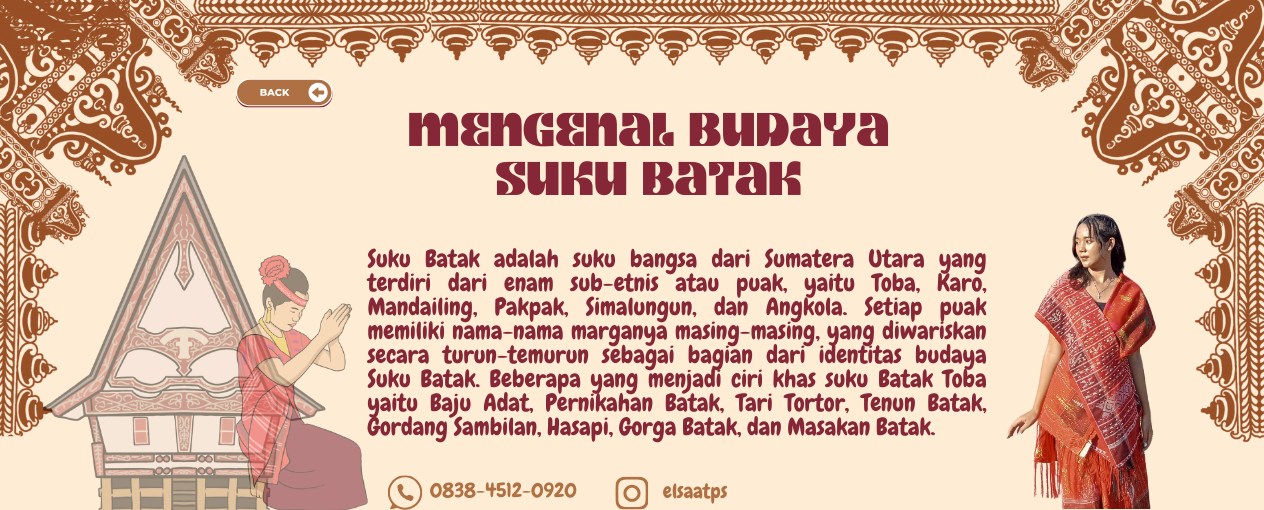 BACK
MENGENAL BUDAYA
SUKU BATAK
Suku Batak adalah suku bangsa dari Sumatera Utara yang
terdiri dari enam sub-etnis atau puak, yaitu Toba, Karo,
Mandailing, Pakpak, Simalungun, dan Angkola. Setiap puak
memiliki nama-nama marganya masing-masing, yang diwariskan
secara turun-temurun sebagai bagian dari identitas budaya
Suku Batak. Beberapa yang menjadi ciri khas suku Batak Toba
yaitu Baju Adat, Pernikahan Batak, Tari Tortor, Tenun Batak,
Gordang Sambilan, Hasapi, Gorga Batak, dan Masakan Batak.
0838-4512-0920
elsaatps